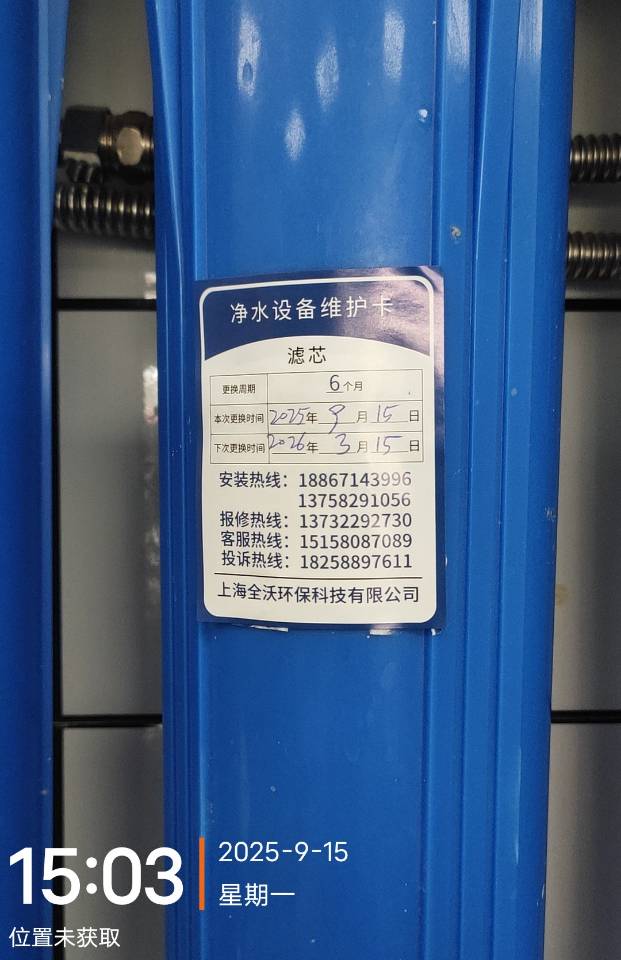 净水设备维护卡
滤芯
更换周期 6个月
本次更换时间 2025年 9月 15日
下次更换时间 2026年 3月 15日
安装热线：18867143996
13758291056
报修热线：13732292730
客服热线：15158087089
投诉热线：18258897611
上海全沃环保科技有限公司
15:03
2025-9-15
星期一
位置未获取